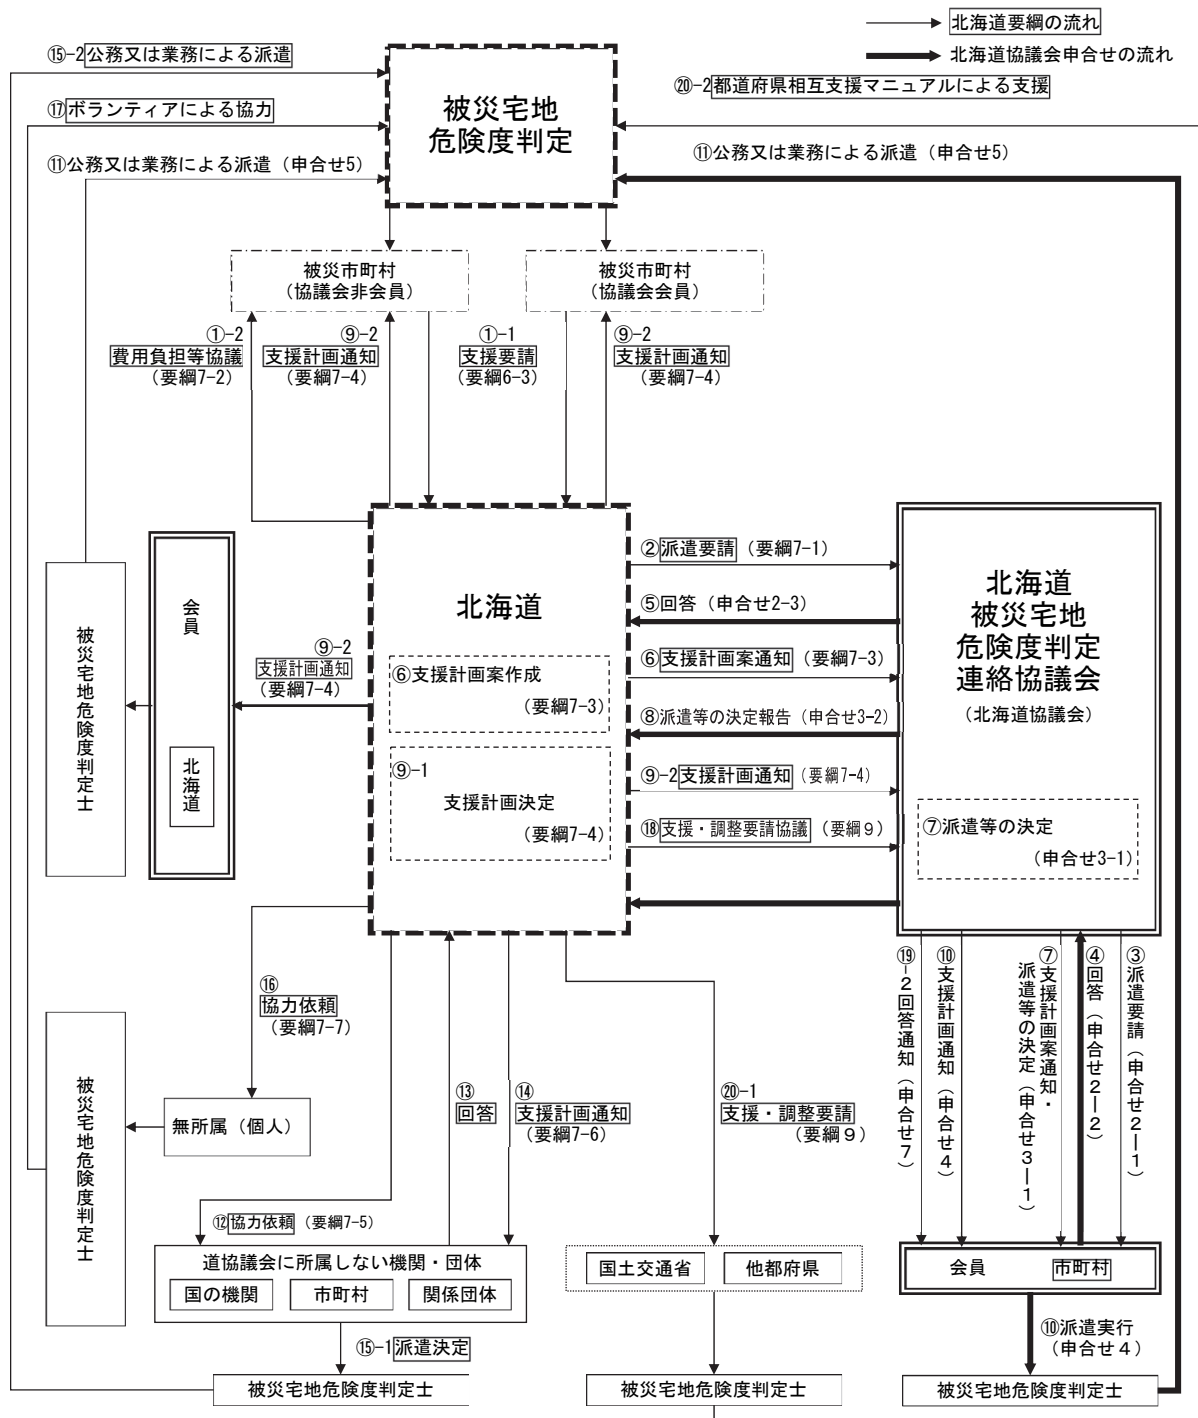 北海道要綱の流れ
北海道協議会申合せの流れ
⑮-2公務又は業務による派遣
⑳-2都道府県相互支援マニュアルによる支援
⑰ボランティアによる協力
被災宅地
危険度判定
⑪公務又は業務による派遣（申合せ5）
⑪公務又は業務による派遣（申合せ5）
被災市町村
（協議会非会員）
被災市町村
（協議会会員）
①-2
費用負担等協議
（要綱7-2）
⑨-2
支援計画通知
（要綱7-4）
①-1
支援要請
（要綱6-3）
⑨-2
支援計画通知
（要綱7-4）
被災宅地危険度判定士
会員
北海道
⑨-2
支援計画通知
（要綱7-4）
北海道
⑥支援計画案作成
（要綱7-3）
⑨-1
支援計画決定
（要綱7-4）
②派遣要請（要綱7-1）
⑤回答（申合せ2-3）
⑥支援計画案通知（要綱7-3）
⑧派遣等の決定報告（申合せ3-2）
⑨-2支援計画通知（要綱7-4）
⑱支援・調整要請協議（要綱９）
北海道
被災宅地
危険度判定
連絡協議会
（北海道協議会）
⑦派遣等の決定
（申合せ3-1）
⑯
協力依頼
（要綱7-7）
被災宅地危険度判定士
無所属（個人）
⑬
回答
⑭
支援計画通知
（要綱7-6）
⑳-1
支援・調整要請
（要綱９）
⑲-２回答通知（申合せ７）
⑩支援計画通知（申合せ４）
⑦支援計画案通知・
派遣等の決定（申合せ３―１）
④回答（申合せ２―２）
③派遣要請（申合せ２―１）
⑫協力依頼（要綱7-5）
道協議会に所属しない機関・団体
国の機関
市町村
関係団体
国土交通省
他都府県
会員
市町村
⑮-1派遣決定
⑩派遣実行
（申合せ４）
被災宅地危険度判定士
被災宅地危険度判定士
被災宅地危険度判定士